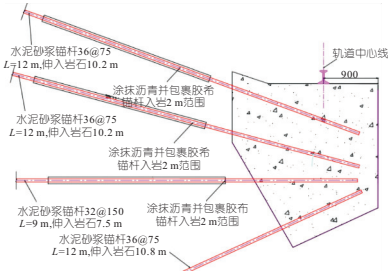 水泥砂浆锚杆36@75
L=12 m,伸入岩石10.2 m
轨道中心线
900
涂抹沥青并包裹胶希
锚杆入岩2 m范围
水泥砂浆锚杆36@75
L=12 m,伸入岩石10.2 m
涂抹沥青并包裹胶希
锚杆入岩2 m范围
水泥砂浆锚杆32@150
L=9 m,伸入岩石7.5 m
涂抹沥青并包裹胶布
锚杆入岩2 m范围
水泥砂浆锚杆36@75
L=12 m,伸入岩石10.8 m